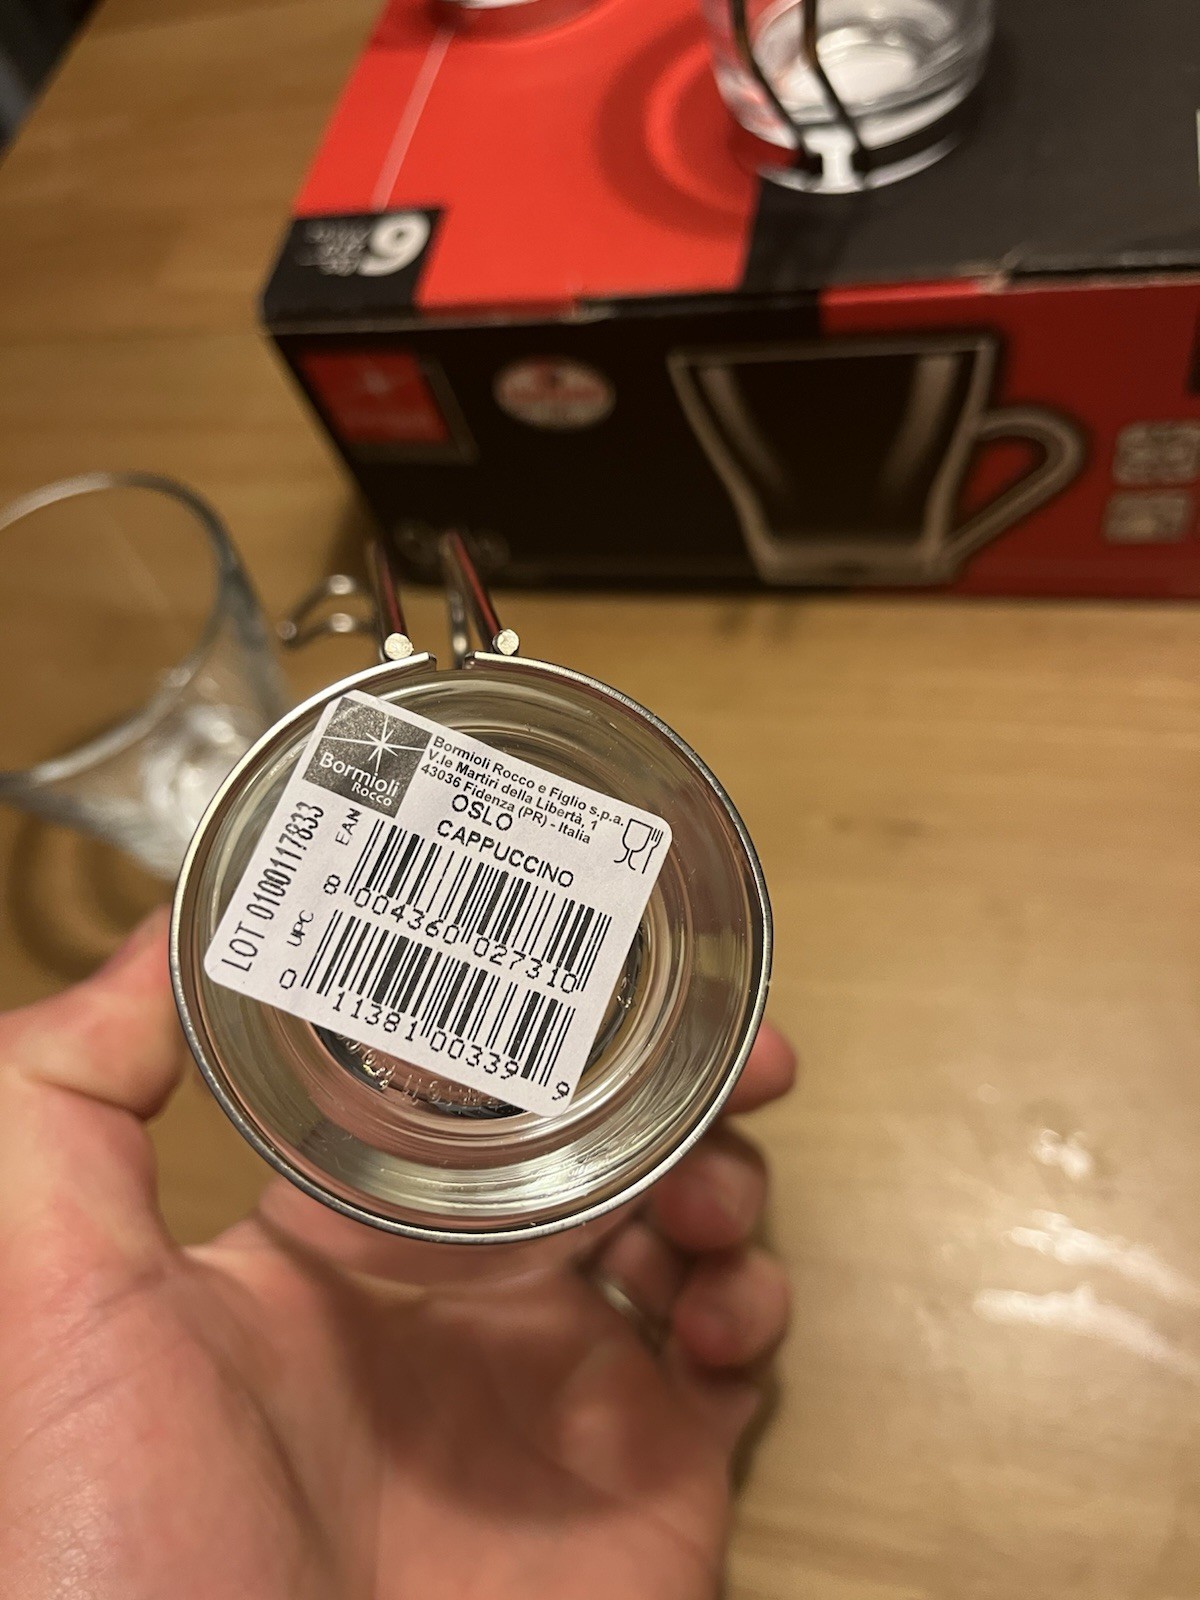 6
Bormioli
Rocco
Bormioli Rocco e Figlio s.p.a.
V.le Martiri della Libertà, 1
43036 Fidenza (PR) - Italia
OSLO
CAPPUCCINO
LOT 0100117833
EAN
8 004360 027310
UPC
0 11381 00339 9